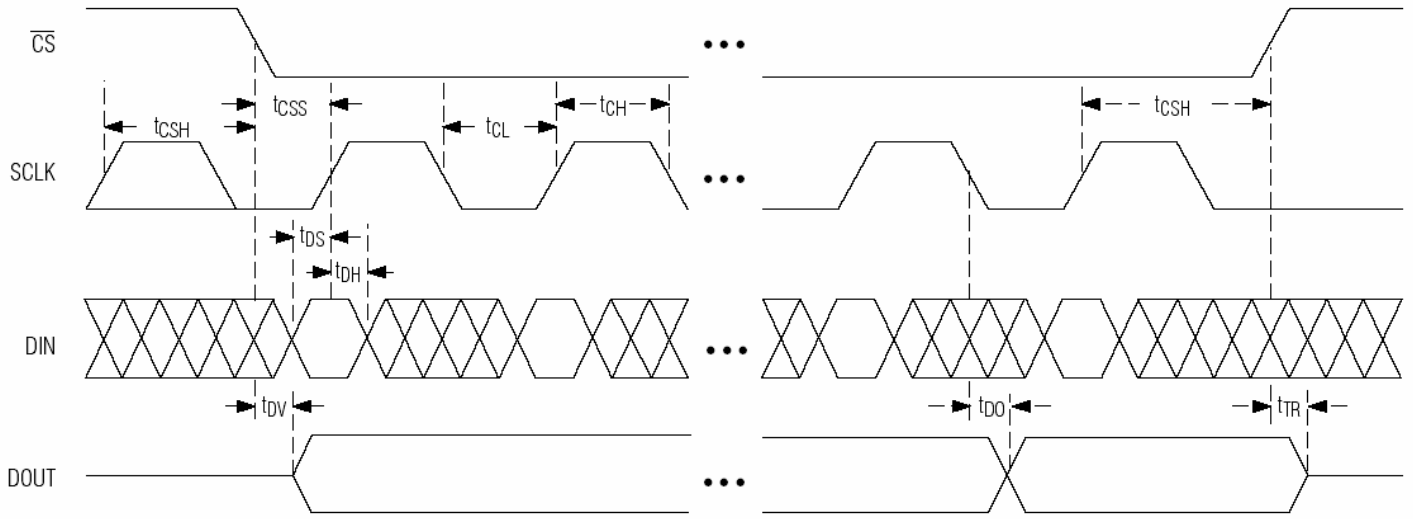 CS
tCSS
tCH
tCSH
tCSH
tCL
SCLK
tDS
tDH
DIN
tDV
tDO
tTR
DOUT